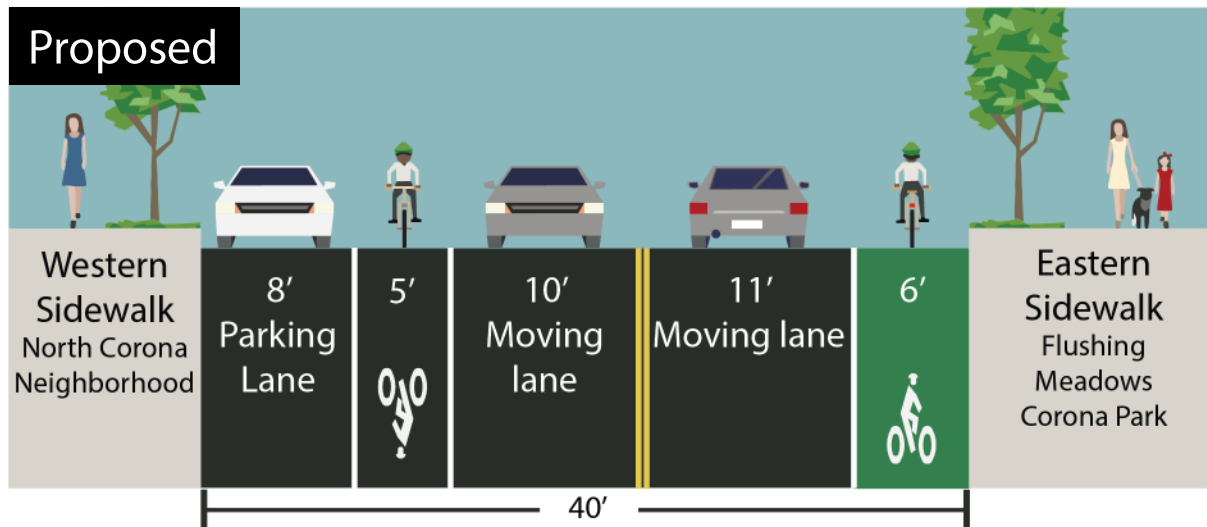 Proposed
Western
Sidewalk
North Corona
Neighborhood
8’
Parking
Lane
5’
10’
Moving
lane
11’
Moving lane
6’
Eastern
Sidewalk
Flushing
Meadows
Corona Park
40’